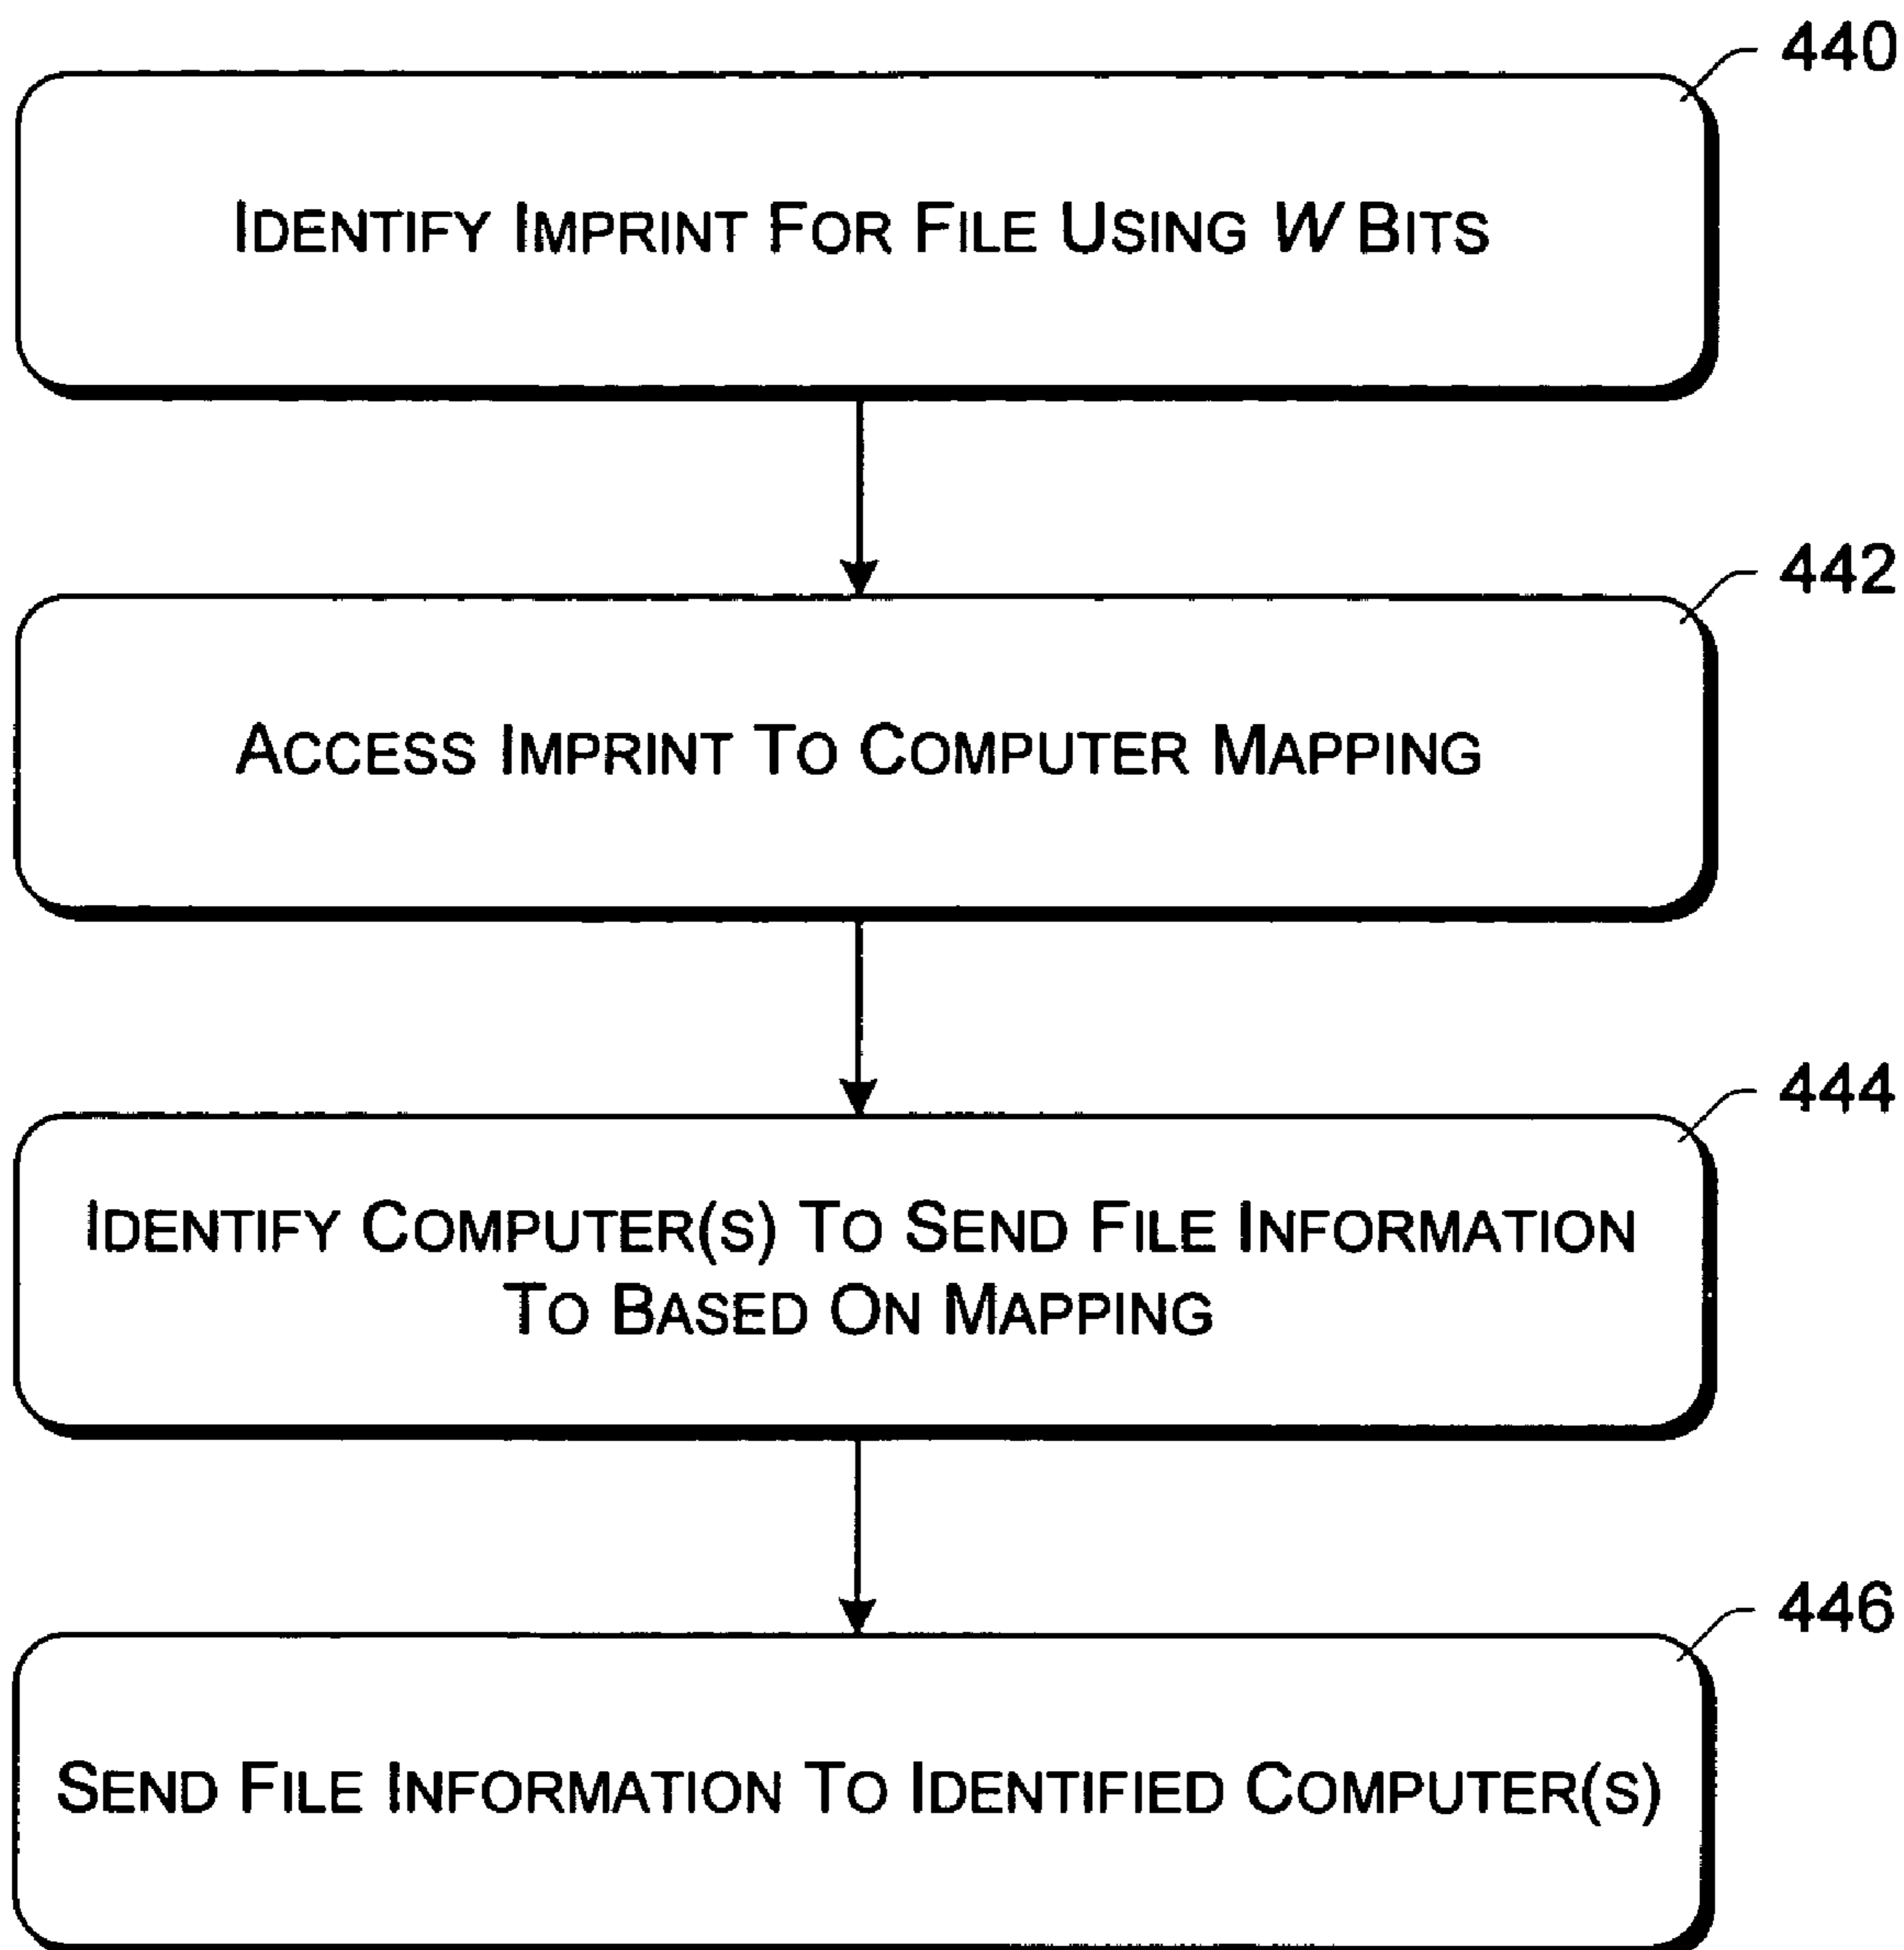 440
IDENTIFY IMPRINT FOR FILE USING W BITS
442
ACCESS IMPRINT TO COMPUTER MAPPING
444
IDENTIFY COMPUTER(S) TO SEND FILE INFORMATION
TO BASED ON MAPPING
446
SEND FILE INFORMATION TO IDENTIFIED COMPUTER(S)